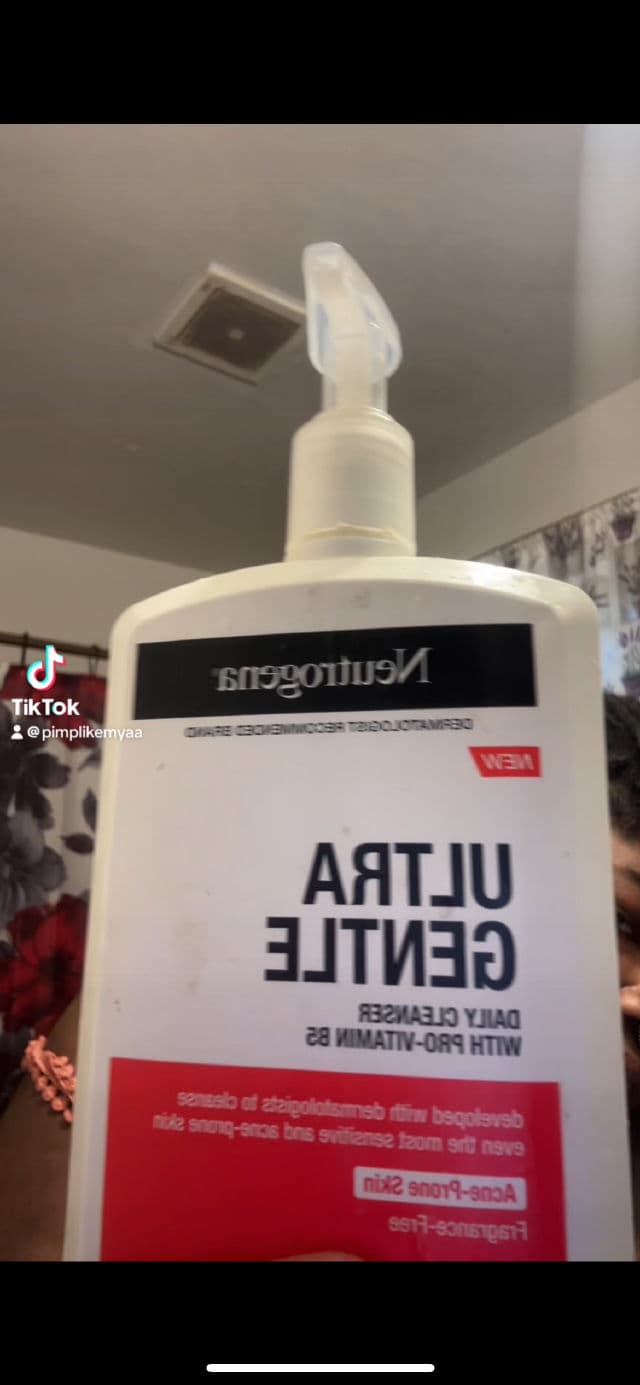 Neutrogena
DERMATOLOGIST RECOMMENDED BRAND
NEW
TikTok
@pimplikemyaa
ULTRA
GENTLE
DAILY CLEANSER
WITH PRO-VITAMIN B5
developed with dermatologists to cleanse
even the most sensitive and acne-prone skin
Acne-Prone Skin
Fragrance-Free